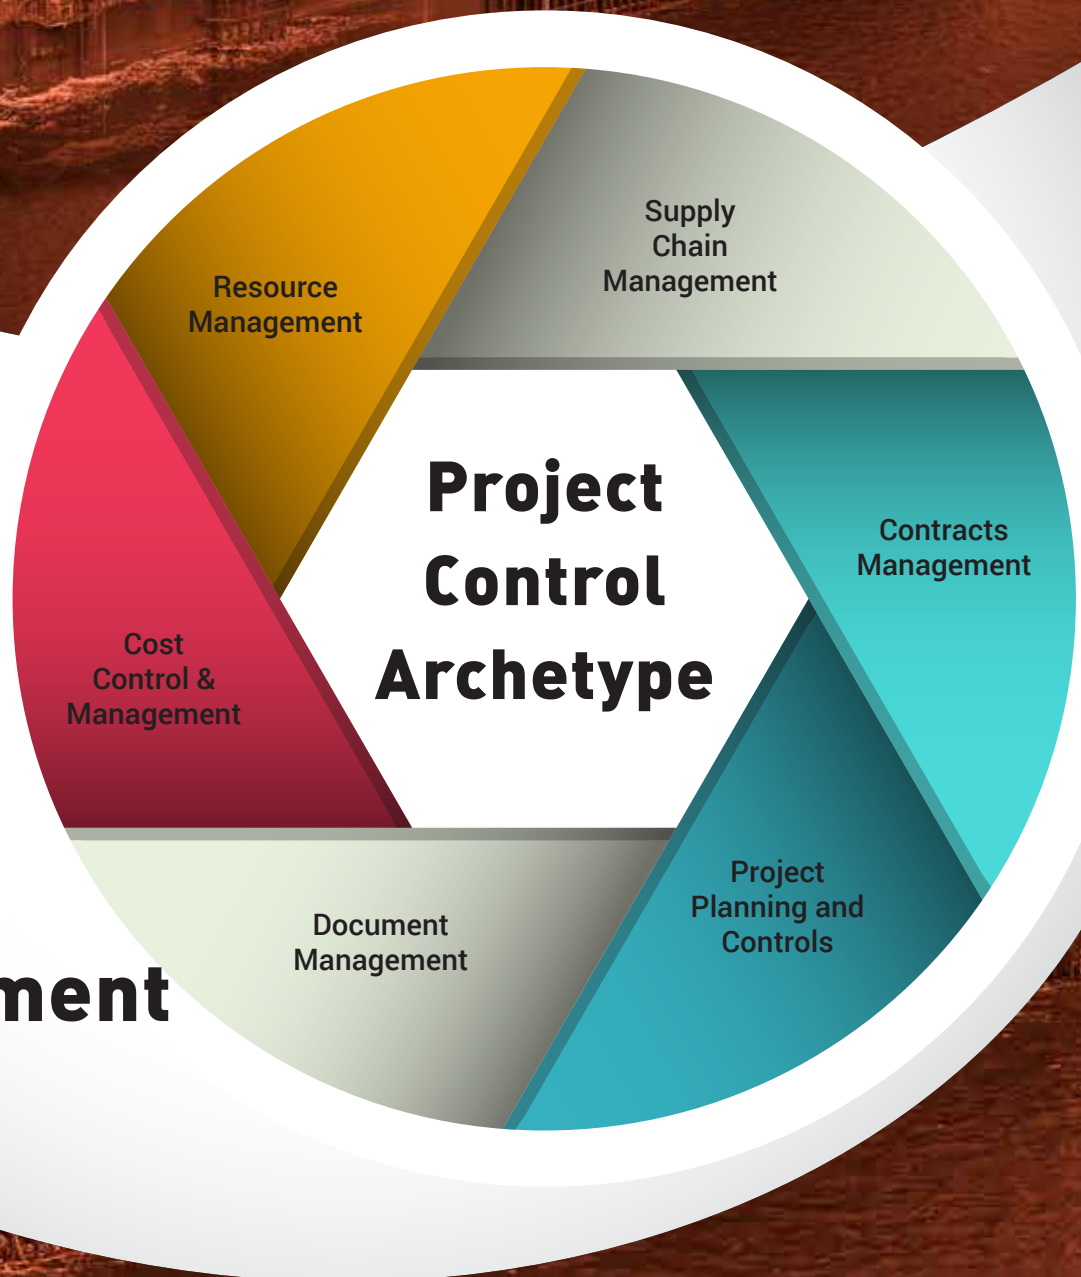 Supply
Chain
Management
Resource
Management
Project
Control
Archetype
Contracts
Management
Cost
Control &
Management
Project
Planning and
Controls
Document
Management
ment